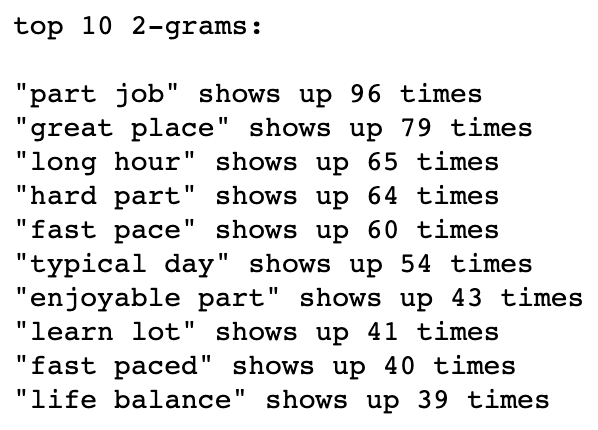 top 10 2-grams:
"part job" shows up 96 times
"great place" shows up 79 times
"long hour" shows up 65 times
"hard part" shows up 64 times
"fast pace" shows up 60 times
"typical day" shows up 54 times
"enjoyable part" shows up 43 times
"learn lot" shows up 41 times
"fast paced" shows up 40 times
"life balance" shows up 39 times